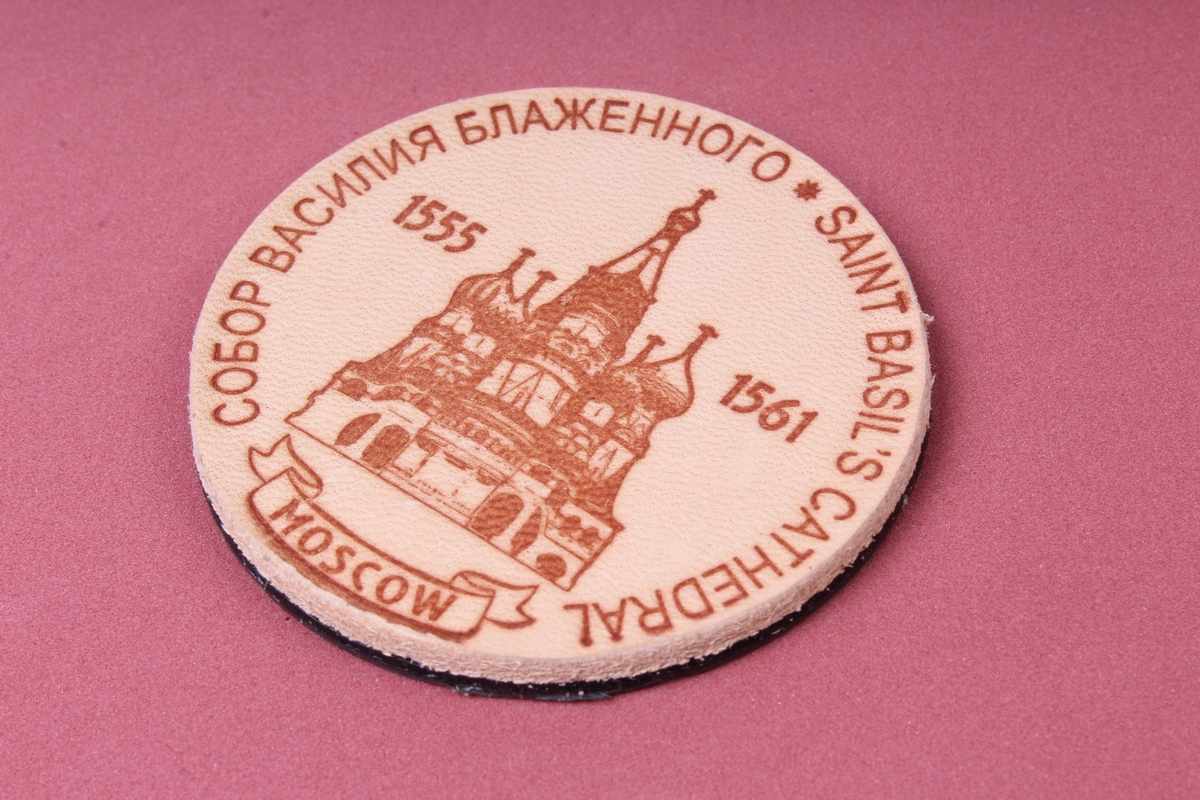 СОБОР ВАСИЛИЯ БЛАЖЕННОГО * SAINT BASIL'S CATHEDRAL
1555
1561
MOSCOW